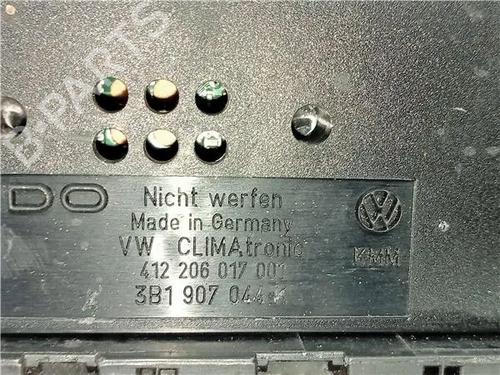 B-PARTS
DO Nicht werfen
Made in Germany
VW CLIMAtronic
412 206 017 001
3B1 907 044